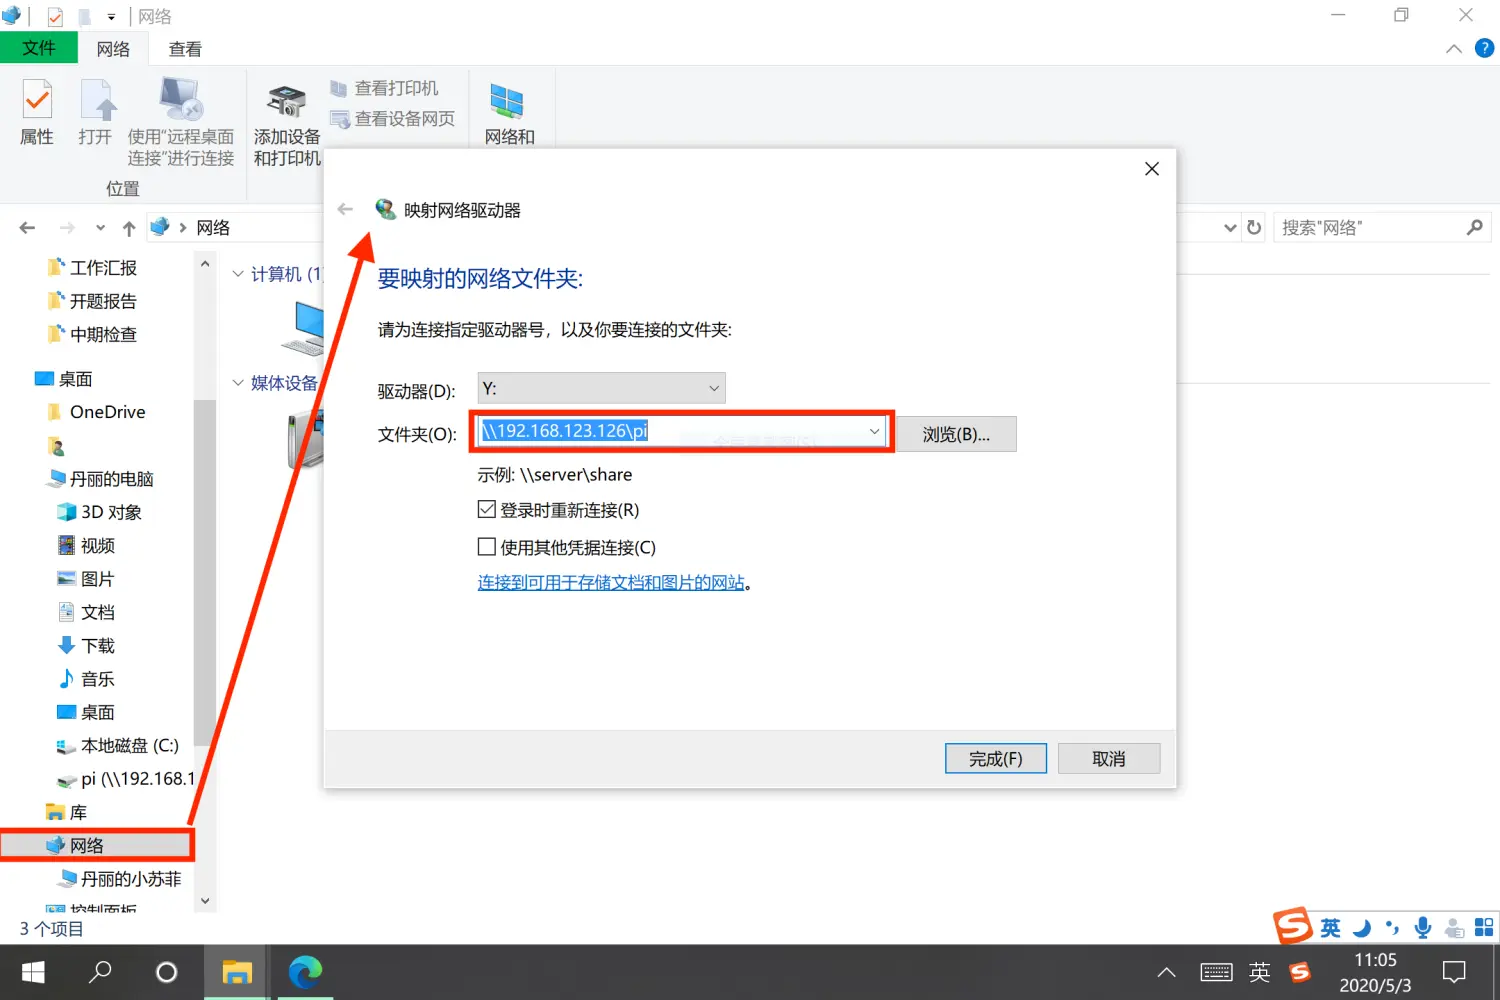 网络
文件
网络
查看
?
属性
打开
使用“远程桌面
连接”进行连接
添加设备
和打印机
查看打印机
查看设备网页
网络和
位置
网络
搜索"网络"
映射网络驱动器
要映射的网络文件夹:
请为连接指定驱动器号，以及你要连接的文件夹:
驱动器(D):
Y:
文件夹(O):
\\192.168.123.126\pi
浏览(B)...
示例: \\server\share
登录时重新连接(R)
使用其他凭据连接(C)
连接到可用于存储文档和图片的网站。
完成(F)
取消
计算机 (1)
媒体设备
工作汇报
开题报告
中期检查
桌面
OneDrive
丹丽的电脑
3D 对象
视频
图片
文档
下载
音乐
桌面
本地磁盘 (C:)
pi (\\192.168.1
库
网络
丹丽的小苏菲
控制面板
3 个项目
S 英
英 S
11:05
2020/5/3